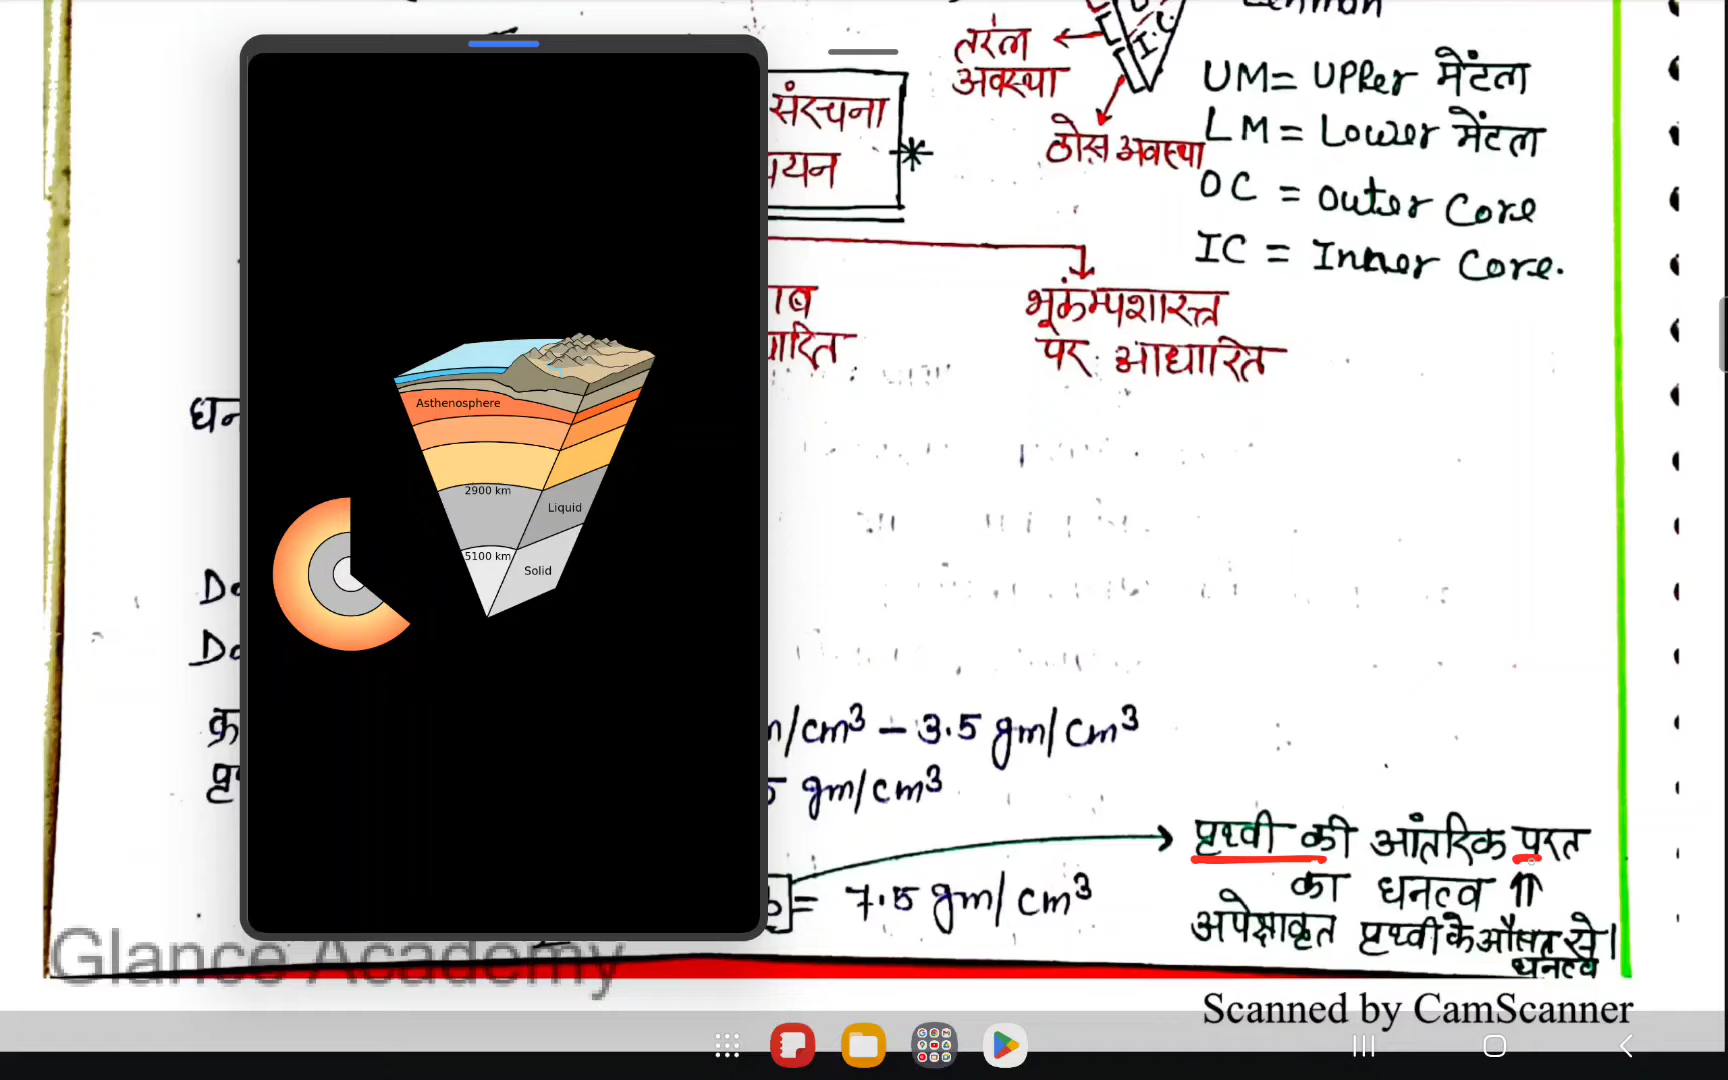 तरल
अवस्था
I.C
ठोस अवस्था
UM = UPPer मेंटल
LM = Lower मेंटल
OC = Outer Core
IC = Inner Core.
संरचना
भूकंम्पशास्त्र
पर आधारित
Asthenosphere
2900 km
Liquid
5100 km
Solid
/cm³ – 3.5 gm/cm³
5 gm/cm³
= 7.5 gm/cm³
पृथ्वी की आंतरिक परत
का घनत्व ⇑
अपेक्षाकृत पृथ्वी के औसत से।
घनत्व
Glance Academy
Scanned by CamScanner